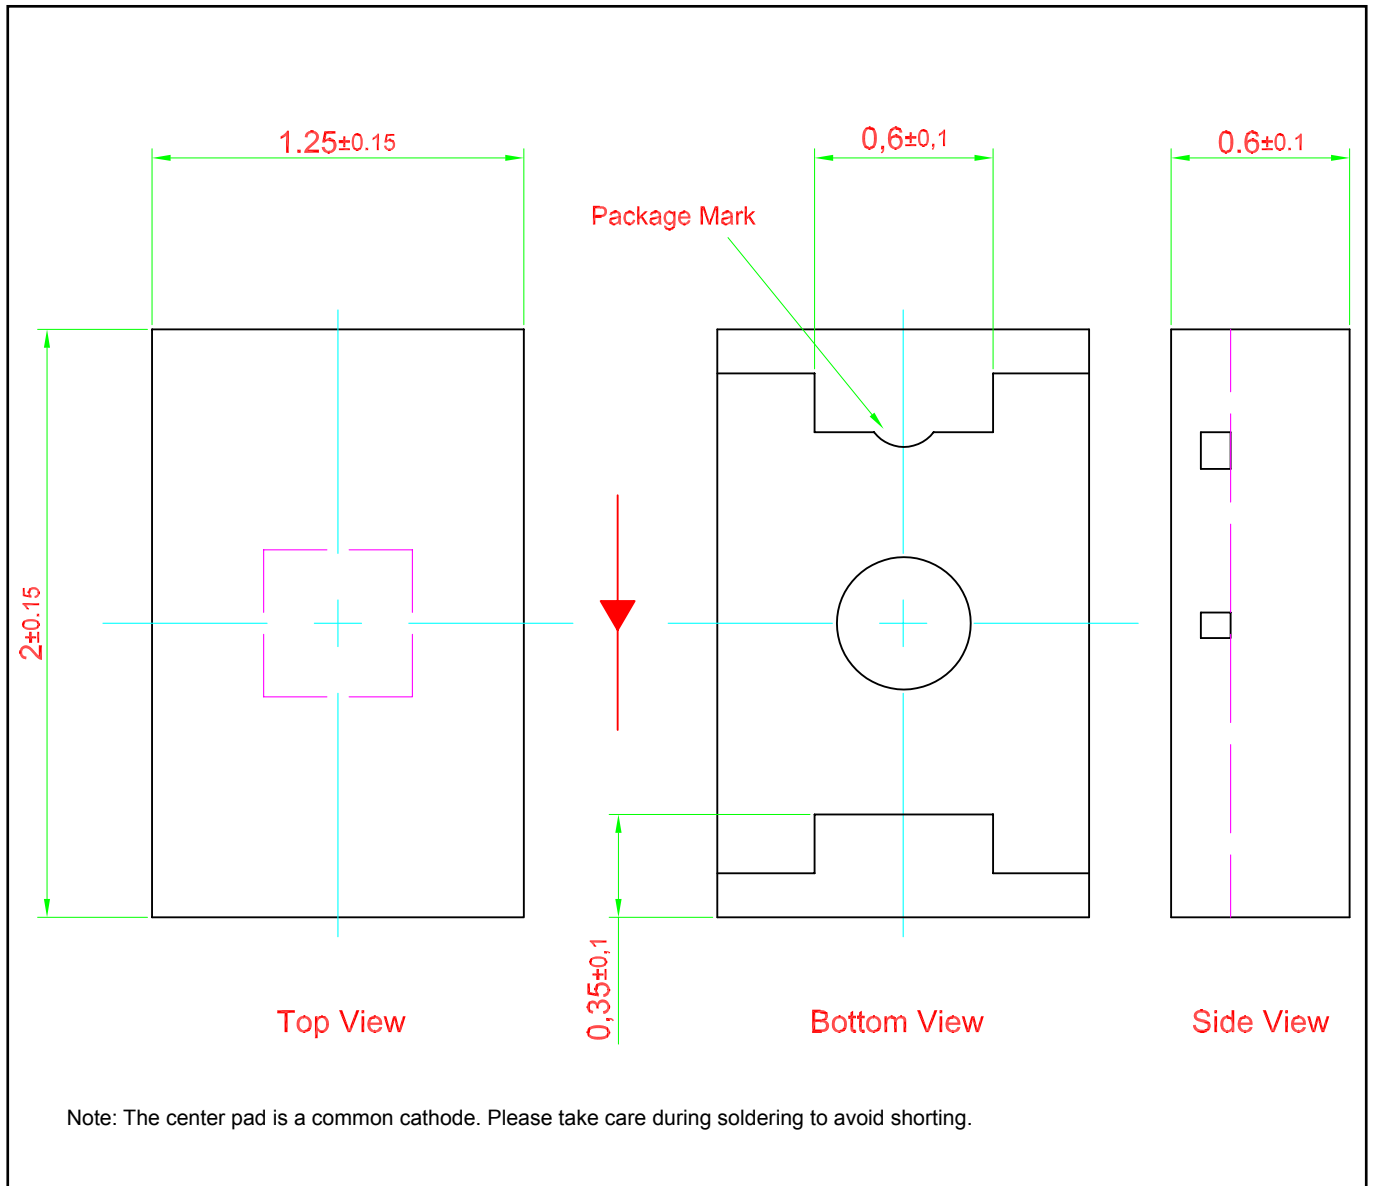 1.25±0.15
0,6±0,1
0.6±0.1
Package Mark
2±0.15
0,35±0,1
Top View
Bottom View
Side View
Note: The center pad is a common cathode. Please take care during soldering to avoid shorting.